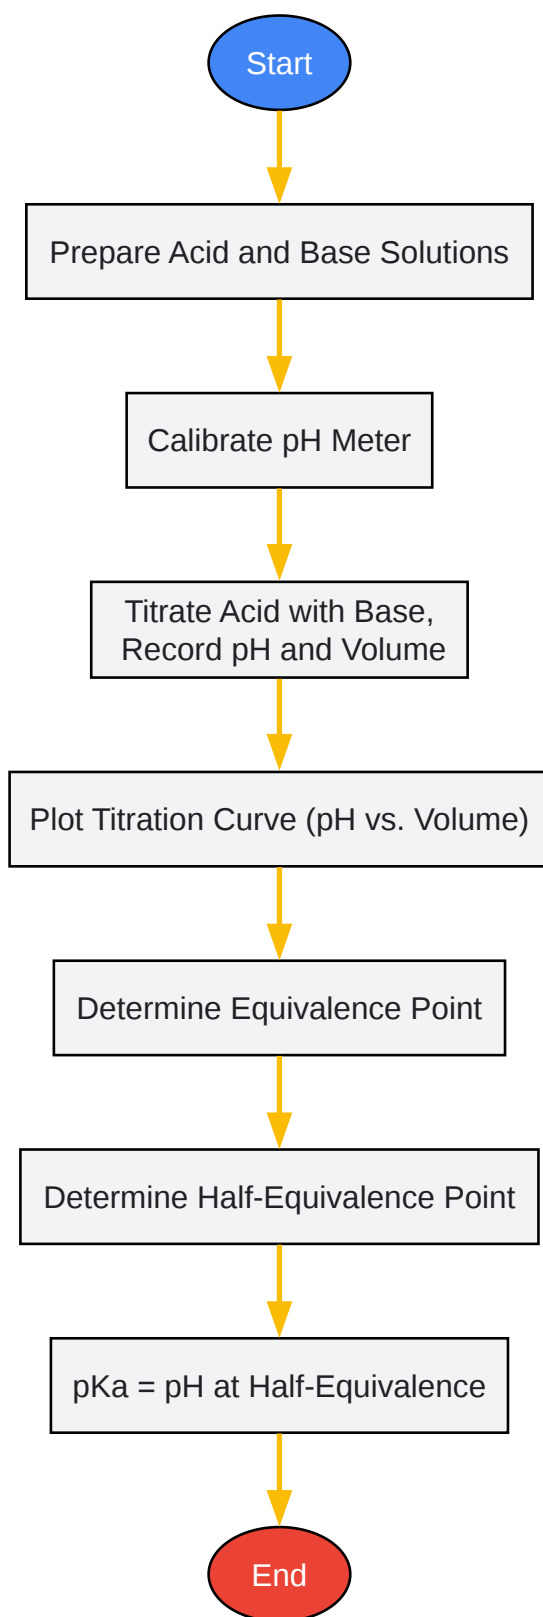 Start
Prepare Acid and Base Solutions
Calibrate pH Meter
Titrate Acid with Base,
Record pH and Volume
Plot Titration Curve (pH vs. Volume)
Determine Equivalence Point
Determine Half-Equivalence Point
pKa = pH at Half-Equivalence
End